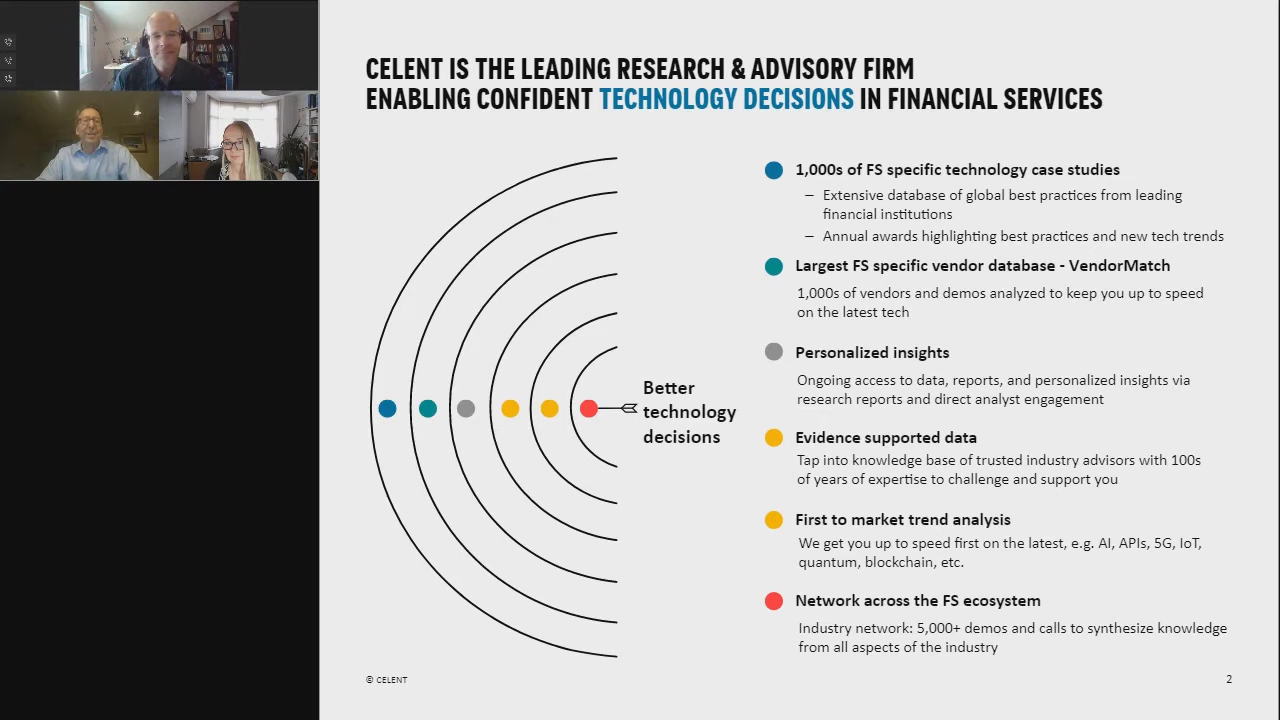 CELENT IS THE LEADING RESEARCH & ADVISORY FIRM
ENABLING CONFIDENT TECHNOLOGY DECISIONS IN FINANCIAL SERVICES
Better
technology
decisions
1,000s of FS specific technology case studies
– Extensive database of global best practices from leading
financial institutions
– Annual awards highlighting best practices and new tech trends
Largest FS specific vendor database - VendorMatch
1,000s of vendors and demos analyzed to keep you up to speed
on the latest tech
Personalized insights
Ongoing access to data, reports, and personalized insights via
research reports and direct analyst engagement
Evidence supported data
Tap into knowledge base of trusted industry advisors with 100s
of years of expertise to challenge and support you
First to market trend analysis
We get you up to speed first on the latest, e.g. AI, APIs, 5G, IoT,
quantum, blockchain, etc.
Network across the FS ecosystem
Industry network: 5,000+ demos and calls to synthesize knowledge
from all aspects of the industry
© CELENT
2